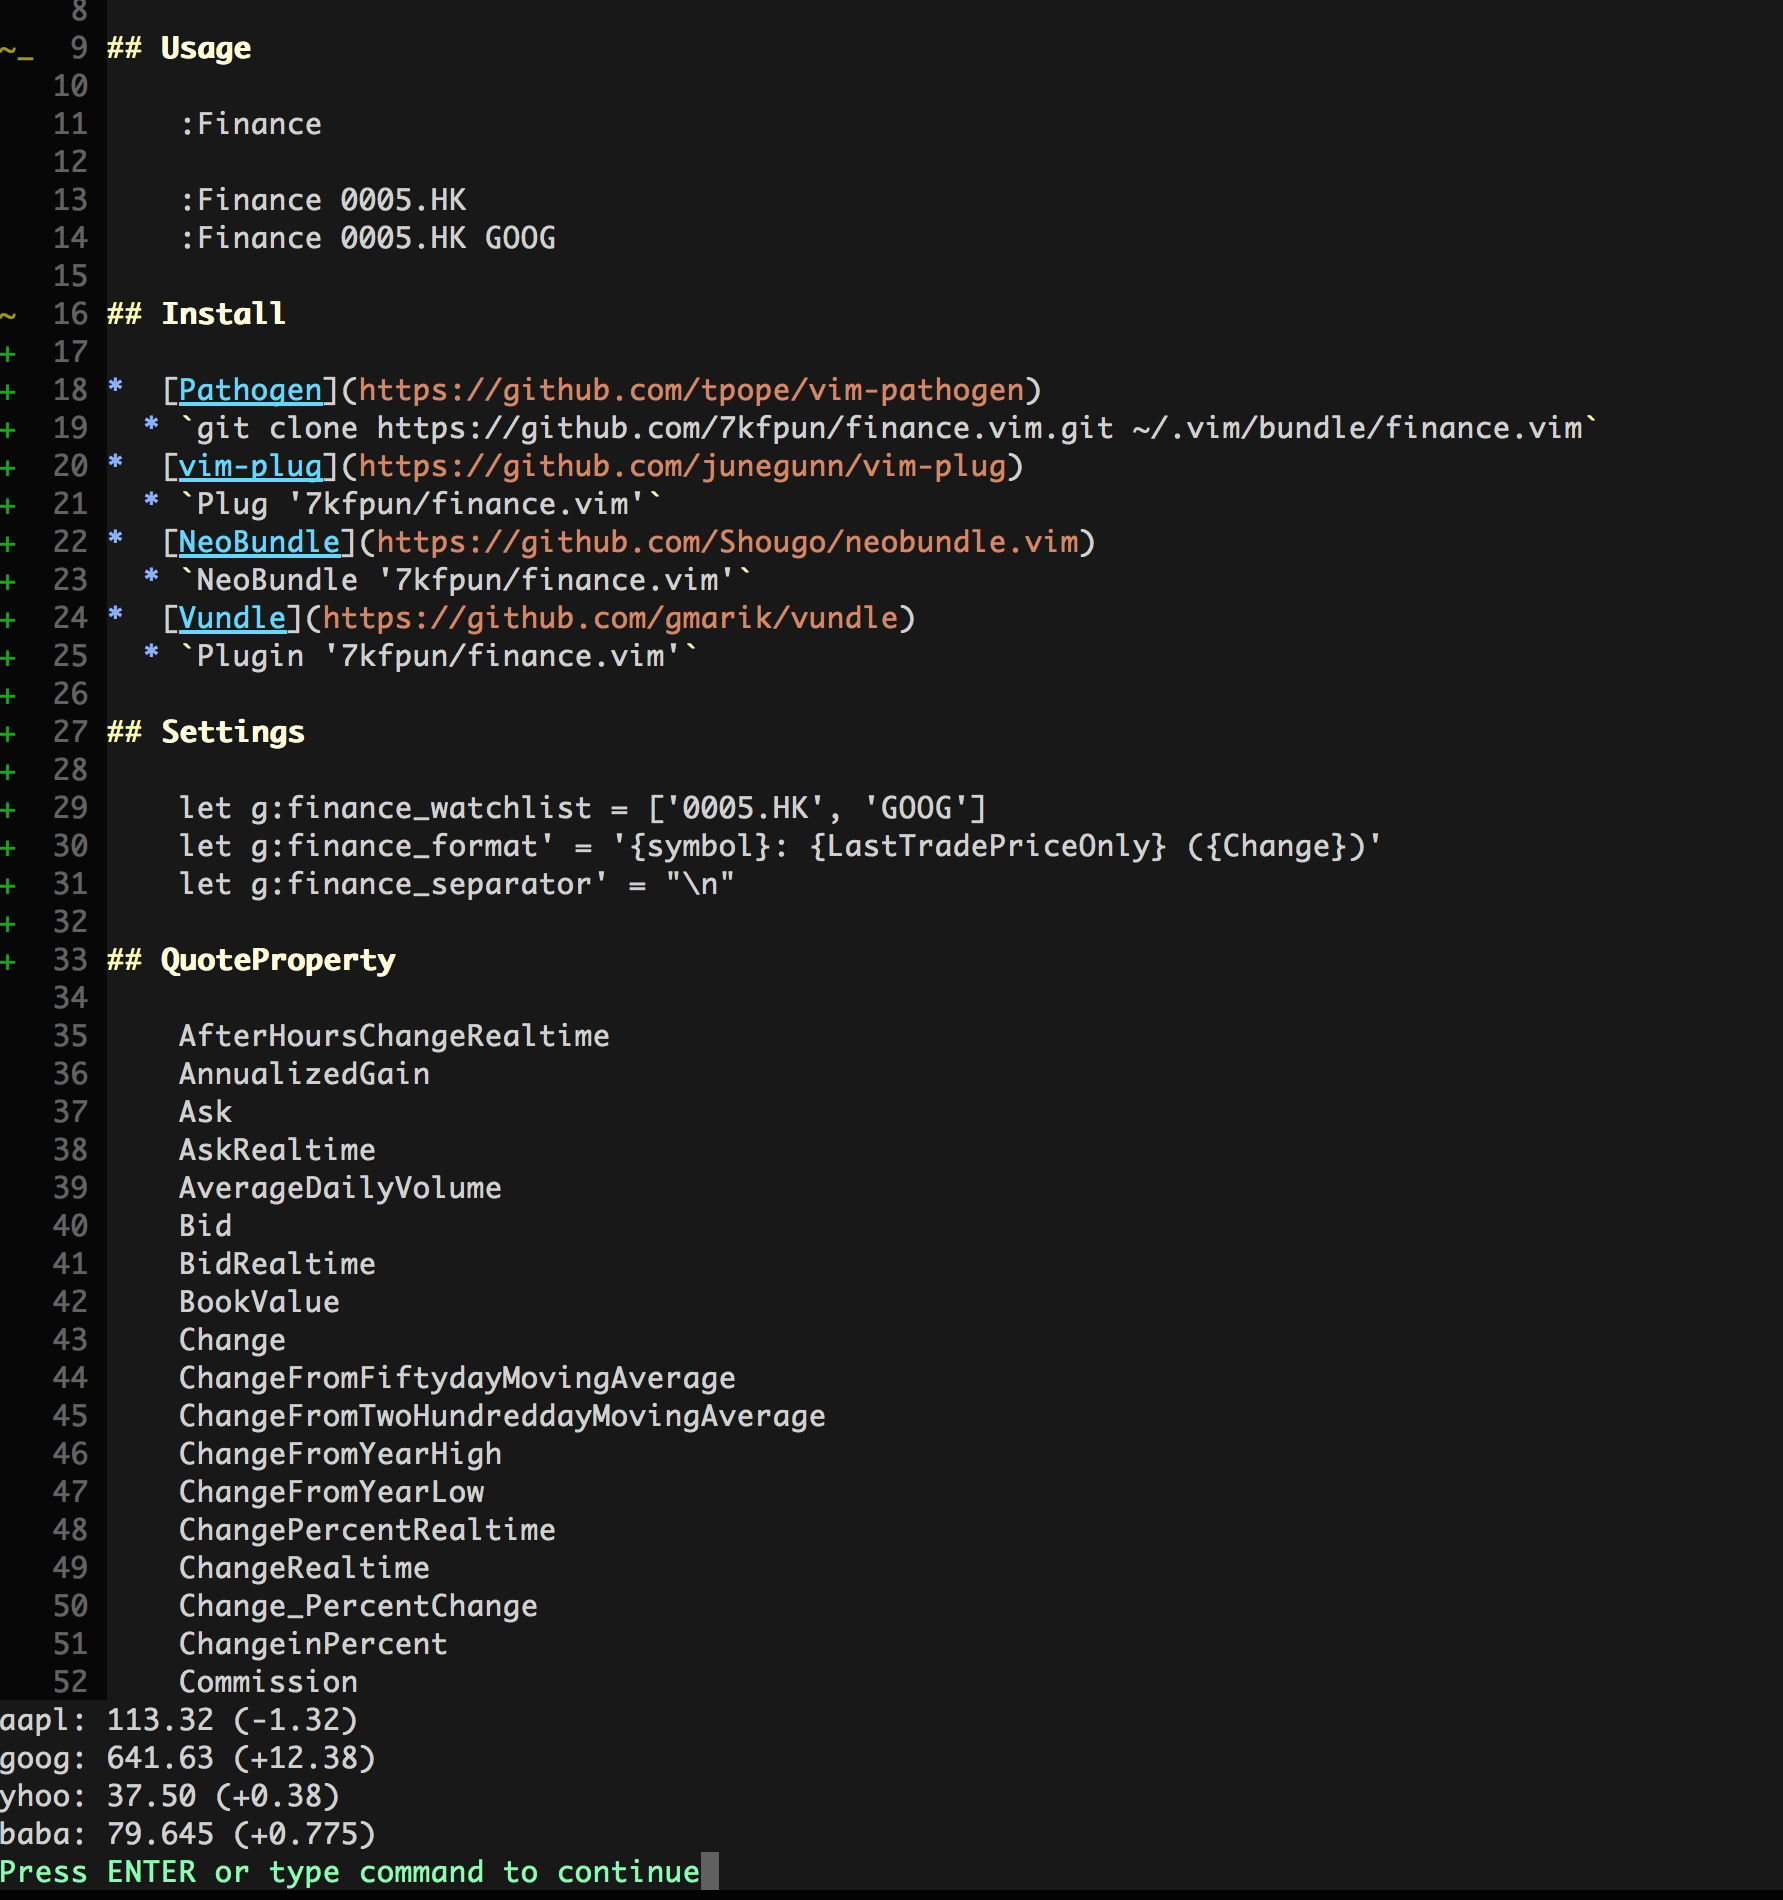 8
~_ 9 ## Usage
10
11 :Finance
12
13 :Finance 0005.HK
14 :Finance 0005.HK GOOG
15
~ 16 ## Install
+ 17
+ 18 * [Pathogen](https://github.com/tpope/vim-pathogen)
+ 19 * `git clone https://github.com/7kfpun/finance.vim.git ~/.vim/bundle/finance.vim`
+ 20 * [vim-plug](https://github.com/junegunn/vim-plug)
+ 21 * `Plug '7kfpun/finance.vim'`
+ 22 * [NeoBundle](https://github.com/Shougo/neobundle.vim)
+ 23 * `NeoBundle '7kfpun/finance.vim'`
+ 24 * [Vundle](https://github.com/gmarik/vundle)
+ 25 * `Plugin '7kfpun/finance.vim'`
+ 26
+ 27 ## Settings
+ 28
+ 29 let g:finance_watchlist = ['0005.HK', 'GOOG']
+ 30 let g:finance_format' = '{symbol}: {LastTradePriceOnly} ({Change})'
+ 31 let g:finance_separator' = "\n"
+ 32
+ 33 ## QuoteProperty
34
35 AfterHoursChangeRealtime
36 AnnualizedGain
37 Ask
38 AskRealtime
39 AverageDailyVolume
40 Bid
41 BidRealtime
42 BookValue
43 Change
44 ChangeFromFiftydayMovingAverage
45 ChangeFromTwoHundreddayMovingAverage
46 ChangeFromYearHigh
47 ChangeFromYearLow
48 ChangePercentRealtime
49 ChangeRealtime
50 Change_PercentChange
51 ChangeinPercent
52 Commission
aapl: 113.32 (-1.32)
goog: 641.63 (+12.38)
yhoo: 37.50 (+0.38)
baba: 79.645 (+0.775)
Press ENTER or type command to continue